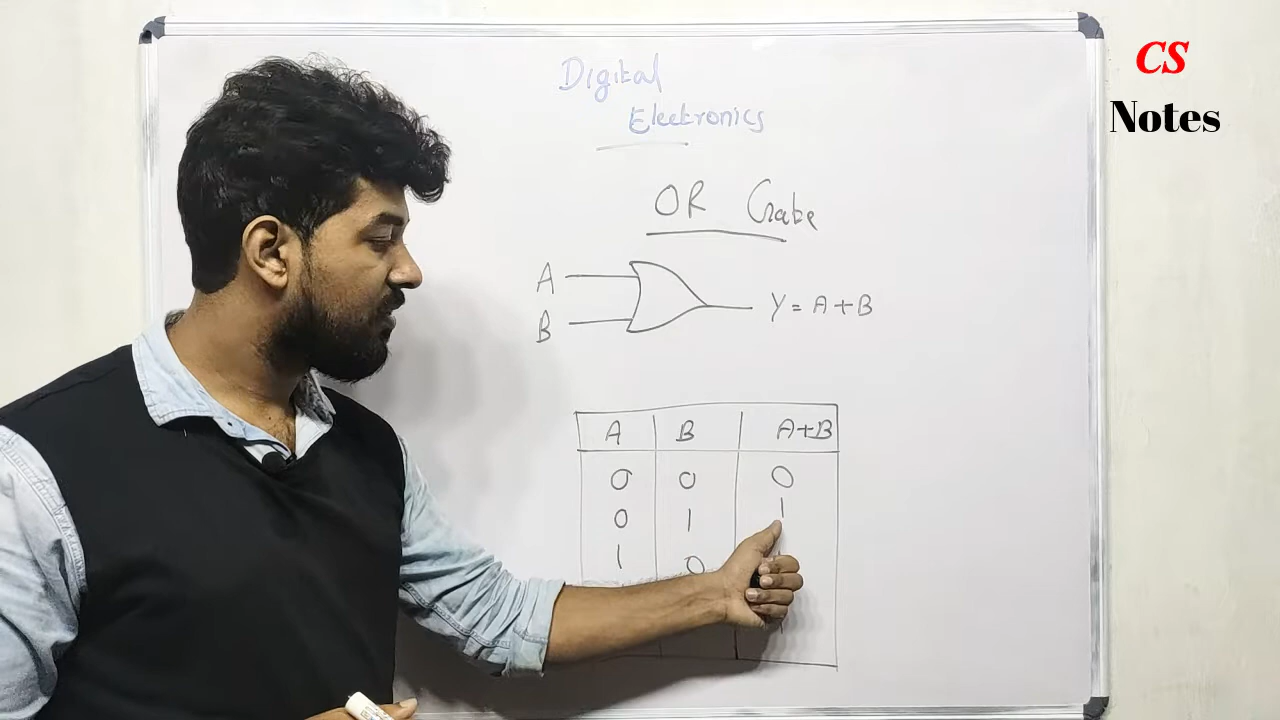 CS
Notes
Digital
Electronics
OR Gate
A
B
Y = A+B
A B A+B
0 0 0
0 1 1
1 0